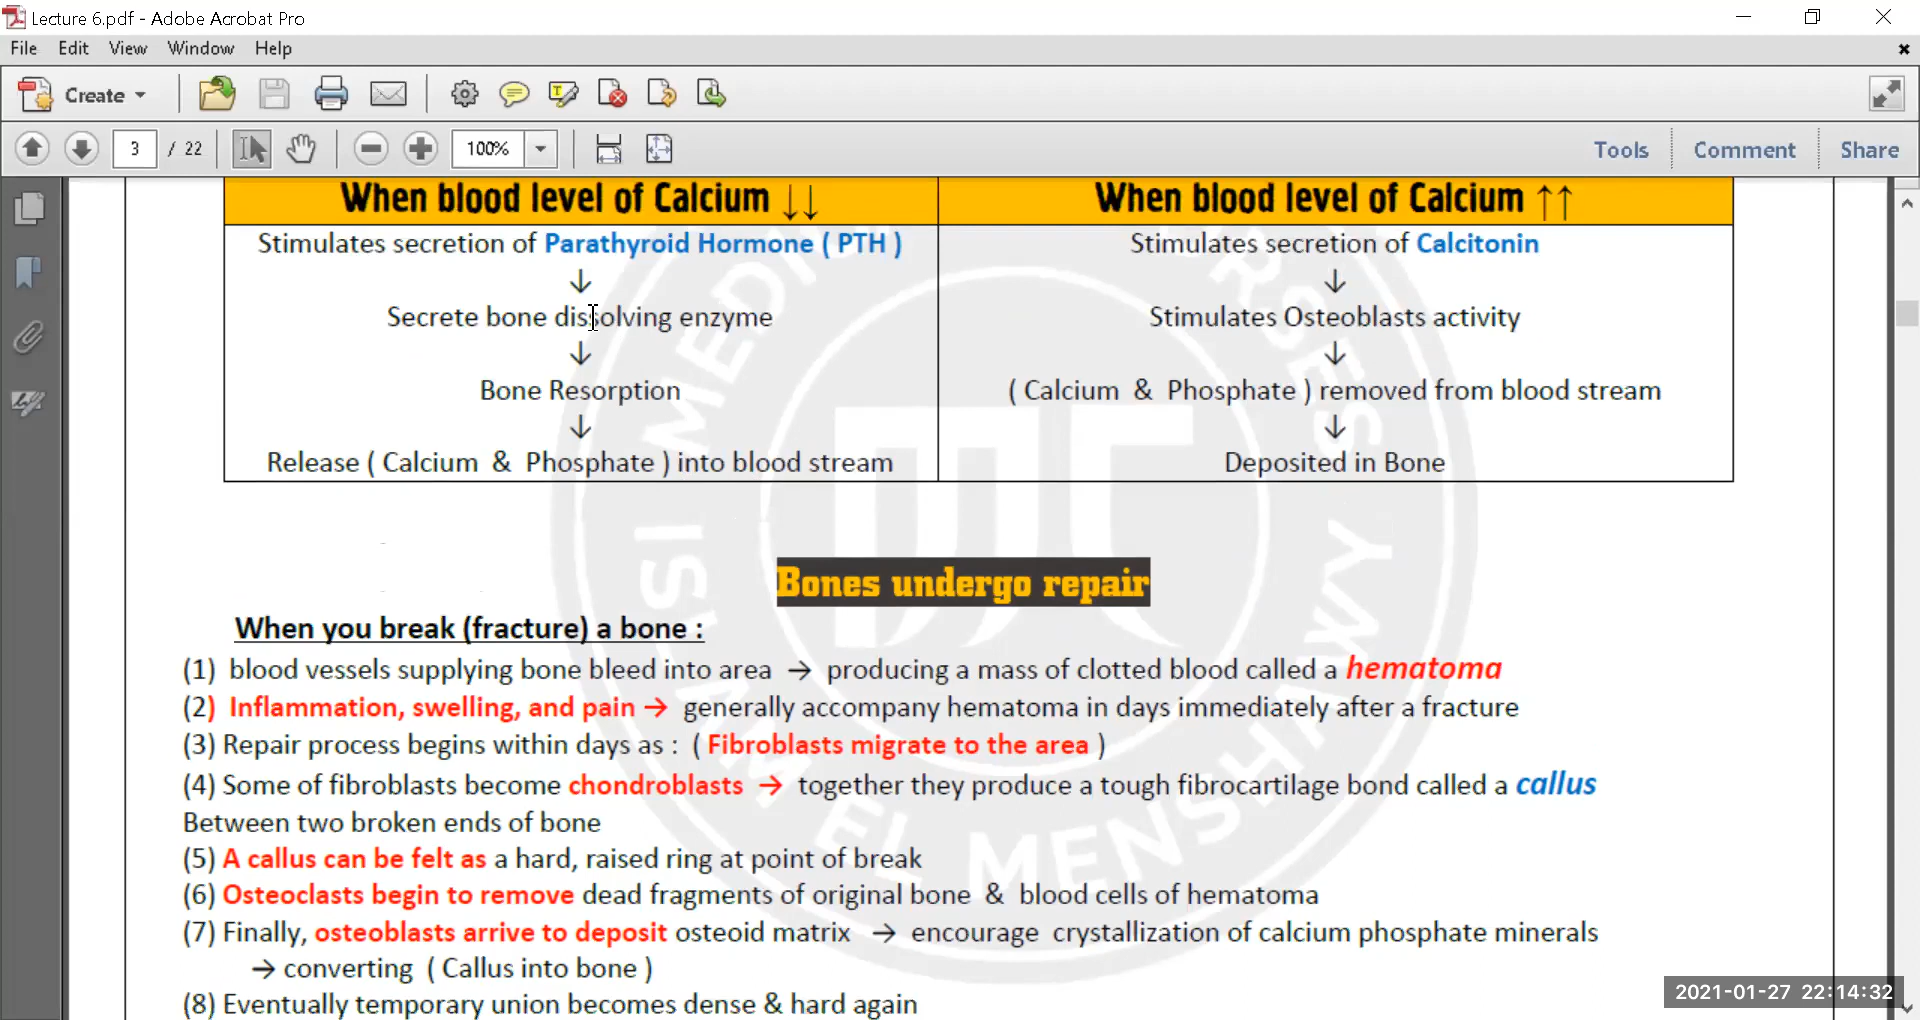 Lecture 6.pdf - Adobe Acrobat Pro
File Edit View Window Help
Create
3 / 22 100% Tools Comment Share
When blood level of Calcium ↓↓ When blood level of Calcium ↑↑
Stimulates secretion of Parathyroid Hormone ( PTH ) Stimulates secretion of Calcitonin
↓ ↓
Secrete bone dissolving enzyme Stimulates Osteoblasts activity
↓ ↓
Bone Resorption ( Calcium & Phosphate ) removed from blood stream
↓ ↓
Release ( Calcium & Phosphate ) into blood stream Deposited in Bone
Bones undergo repair
When you break (fracture) a bone :
(1) blood vessels supplying bone bleed into area → producing a mass of clotted blood called a hematoma
(2) Inflammation, swelling, and pain → generally accompany hematoma in days immediately after a fracture
(3) Repair process begins within days as : ( Fibroblasts migrate to the area )
(4) Some of fibroblasts become chondroblasts → together they produce a tough fibrocartilage bond called a callus
Between two broken ends of bone
(5) A callus can be felt as a hard, raised ring at point of break
(6) Osteoclasts begin to remove dead fragments of original bone & blood cells of hematoma
(7) Finally, osteoblasts arrive to deposit osteoid matrix → encourage crystallization of calcium phosphate minerals
→ converting ( Callus into bone )
(8) Eventually temporary union becomes dense & hard again
2021-01-27 22:14:32